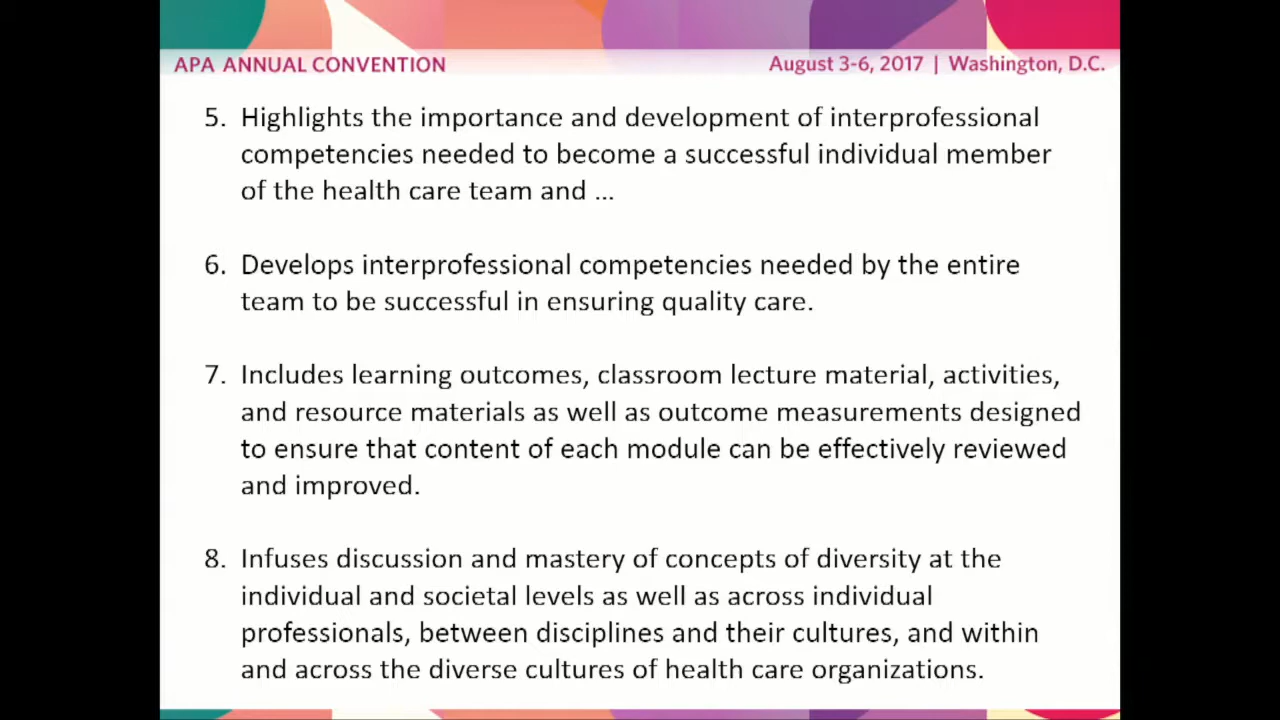 APA ANNUAL CONVENTION
August 3-6, 2017 | Washington, D.C.
5. Highlights the importance and development of interprofessional
competencies needed to become a successful individual member
of the health care team and ...
6. Develops interprofessional competencies needed by the entire
team to be successful in ensuring quality care.
7. Includes learning outcomes, classroom lecture material, activities,
and resource materials as well as outcome measurements designed
to ensure that content of each module can be effectively reviewed
and improved.
8. Infuses discussion and mastery of concepts of diversity at the
individual and societal levels as well as across individual
professionals, between disciplines and their cultures, and within
and across the diverse cultures of health care organizations.